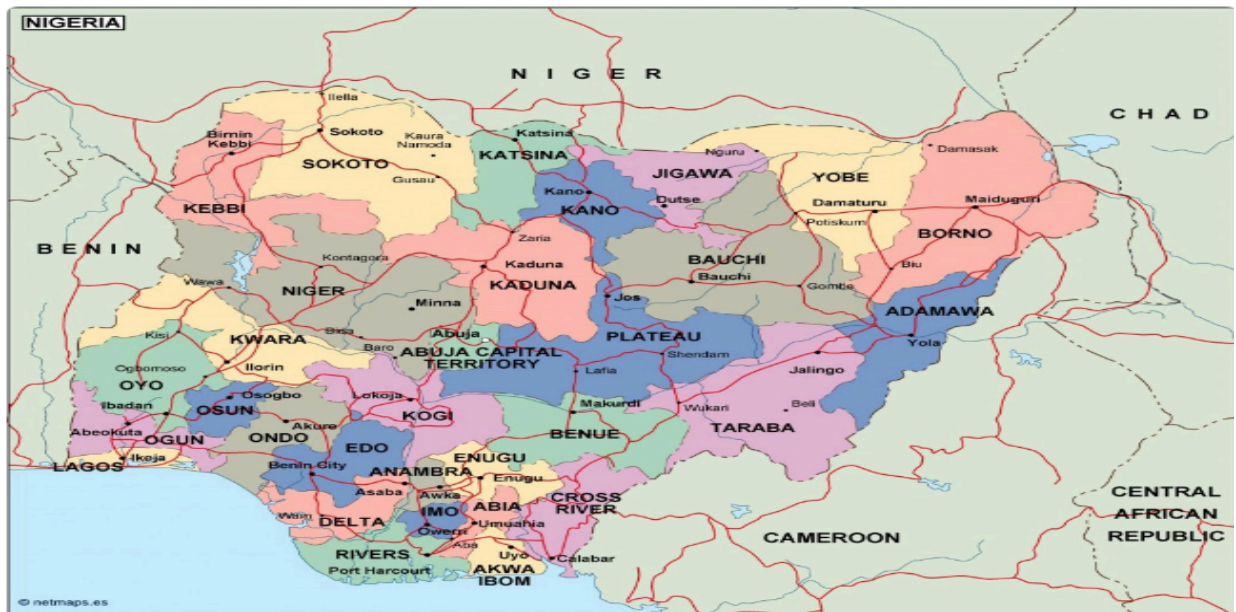 NIGERIA
NIGER
CHAD
Ilella
Birnin
Kebbi
Sokoto
Kaura
Namoda
Katsina
SOKOTO
KATSINA
Nguru
Damasak
Gusau
JIGAWA
YOBE
KEBBI
Kano
KANO
Dutse
Damaturu
Maiduguri
Potiskum
BENIN
Zaria
BORNO
Kontagora
Kaduna
KADUNA
BAUCHI
Bauchi
Biu
Wawa
NIGER
Minna
Jos
Gombe
ADAMAWA
Kisi
KWARA
Bida
Baro
Abuja
PLATEAU
Yola
ABUJA CAPITAL
TERRITORY
Shendam
Ogbomoso
Ilorin
Lafia
Jalingo
OYO
Ibadan
OSUN
Osogbo
Lokoja
KOGI
Makurdi
Wukari
Beli
Abeokuta
OGUN
ONDO
Akure
EDO
BENUE
TARABA
LAGOS
Ikeja
Benin City
ENUGU
ANAMBRA
Enugu
Asaba
Awka
CROSS
RIVER
CENTRAL
AFRICAN
REPUBLIC
Warri
DELTA
IMO
ABIA
Owerri
Umuahia
CAMEROON
RIVERS
Aba
Uyo
Calabar
Port Harcourt
AKWA
IBOM
© netmaps.es